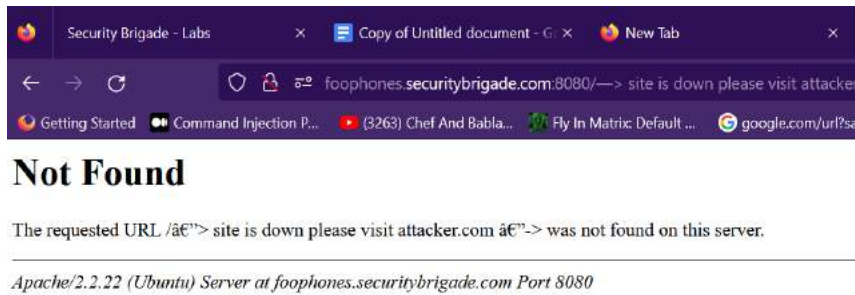 Security Brigade - Labs
Copy of Untitled document - G
New Tab
foophones.securitybrigade.com:8080/—> site is down please visit attacker
Getting Started
Command Injection P...
(3263) Chef And Babla...
Fly In Matrix: Default ...
google.com/url?sa
Not Found
The requested URL /â€”> site is down please visit attacker.com â€”-> was not found on this server.
Apache/2.2.22 (Ubuntu) Server at foophones.securitybrigade.com Port 8080